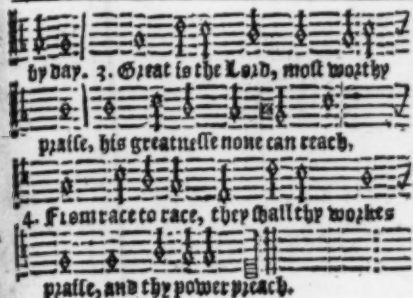 by day. 3. Great is the Lord, most worthy
praise, his greatnesse none can reach,
4. From race to race, they shall thy workes
praise, and thy power preach.